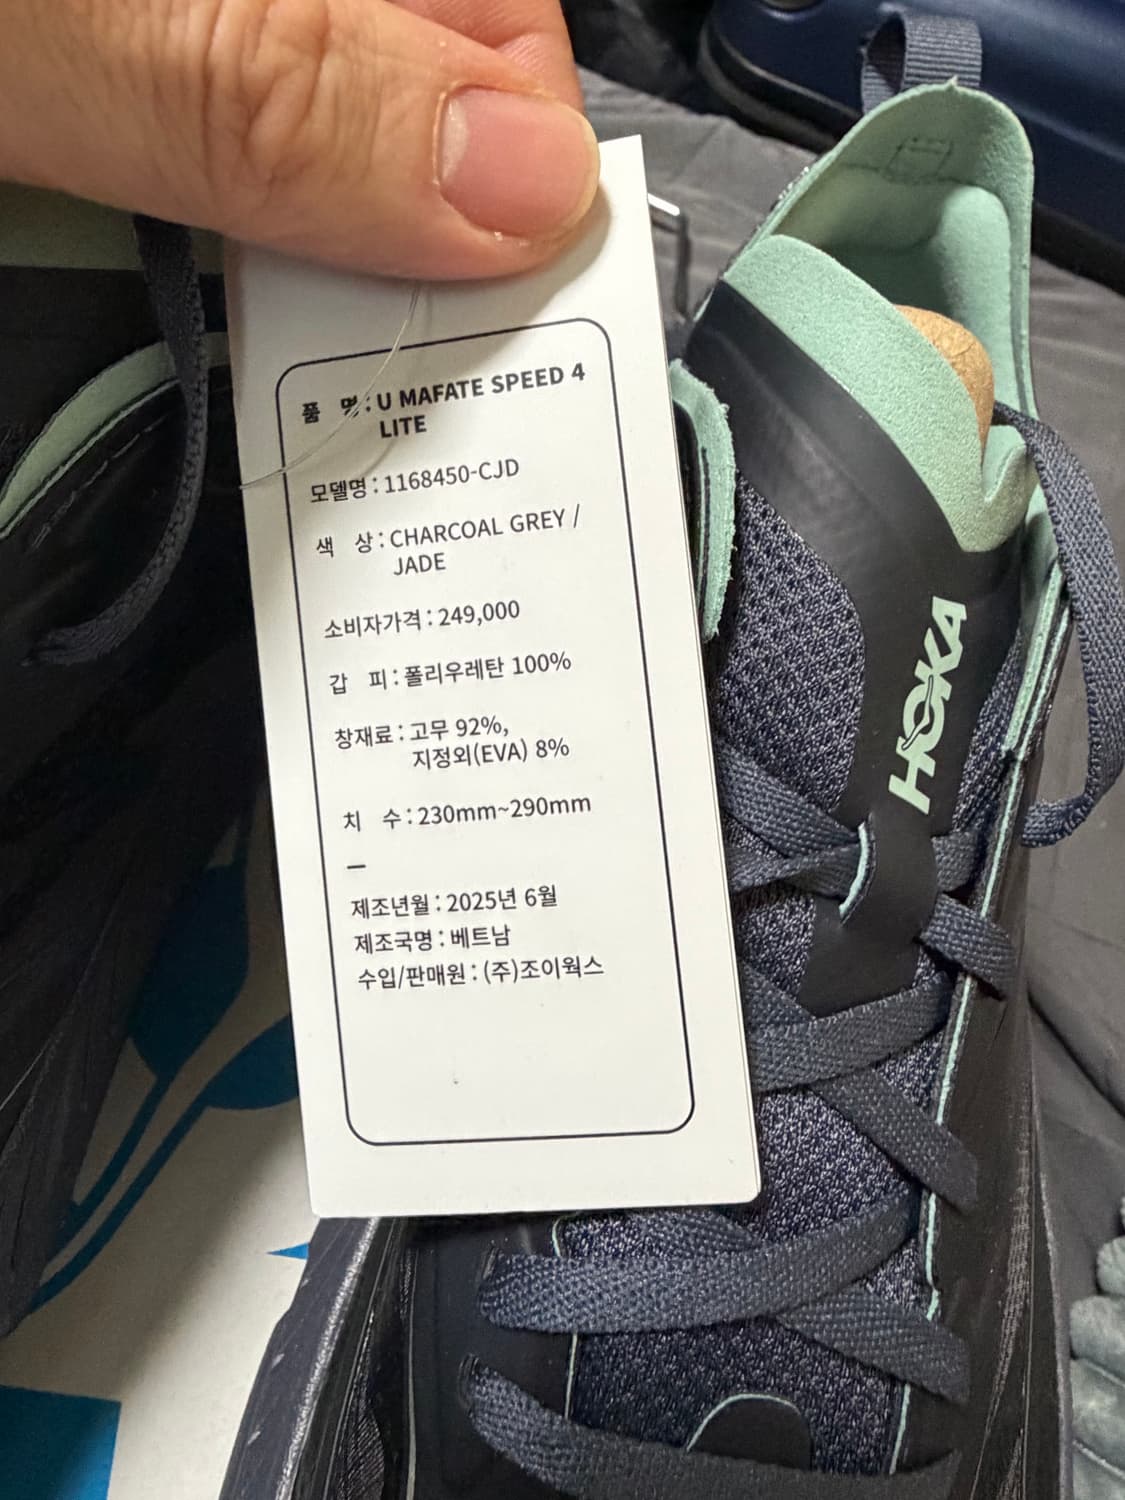 품 명 : U MAFATE SPEED 4
LITE
모델명 : 1168450-CJD
색 상 : CHARCOAL GREY /
JADE
소비자가격 : 249,000
갑 피 : 폴리우레탄 100%
창재료 : 고무 92%,
지정외(EVA) 8%
치 수 : 230mm~290mm
–
제조년월 : 2025년 6월
제조국명 : 베트남
수입/판매원 : (주)조이웍스
HOKA